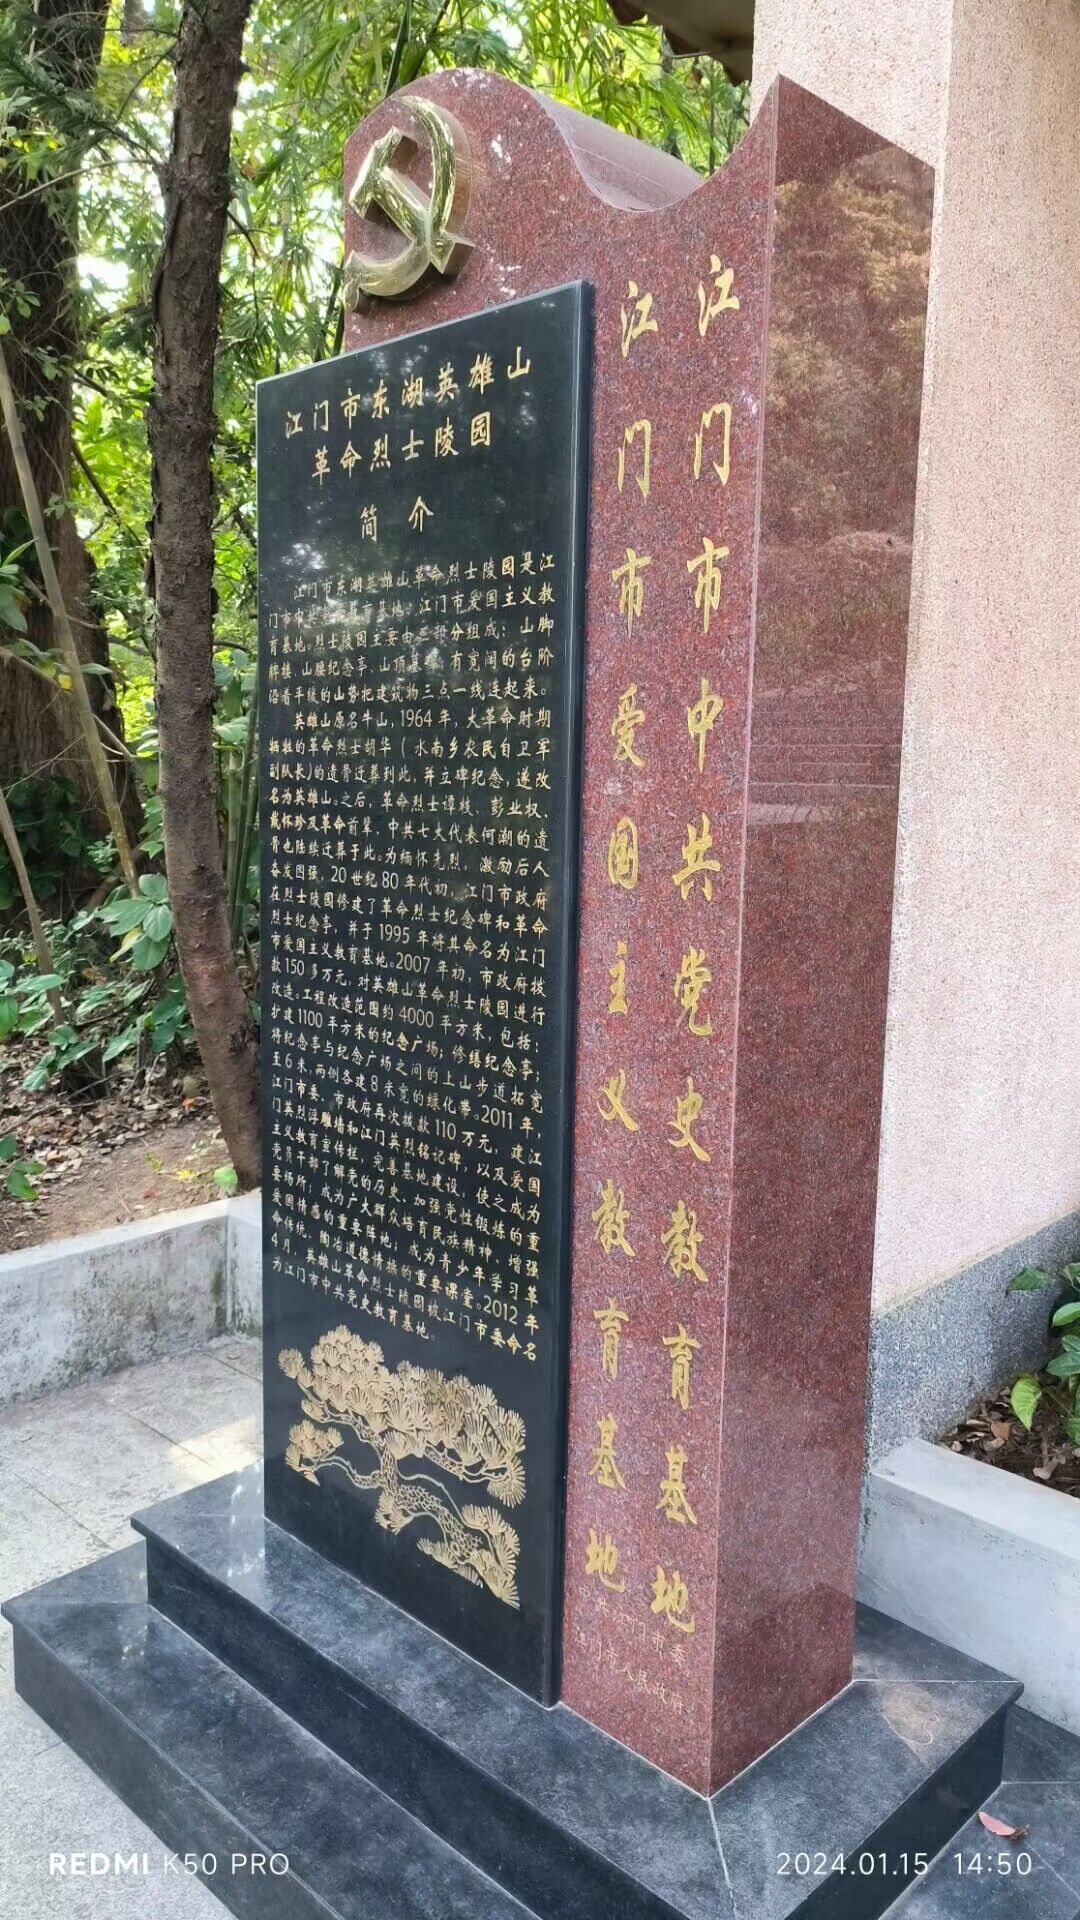 江门市东湖英雄山
革命烈士陵园
简介
江门市东湖英雄山革命烈士陵园是江
门市中共党史教育基地、江门市爱国主义教
育基地。烈士陵园主要由三部分组成：山脚
牌楼、山腰纪念亭、山顶墓碑，有宽阔的台阶
沿着平缓的山势把建筑物三点一线连起来。
英雄山原名牛山，1964年，大革命时期
牺牲的革命烈士胡华（水南乡农民自卫军
副队长)的遗骨迁葬到此，并立碑纪念，遂改
名为英雄山。之后，革命烈士谭枝、彭业权、
戴怀珍及革命前辈、中共七大代表何潮的遗
骨也陆续迁葬于此。为缅怀先烈，激励后人
奋发图强，20世纪80年代初，江门市政府
在烈士陵园修建了革命烈士纪念碑和革命
烈士纪念亭，并于1995年将其命名为江门
市爱国主义教育基地。2007年初，市政府拨
款150多万元，对英雄山革命烈士陵园进行
改造。工程改造范围约4000平方米，包括：
扩建1100平方米的纪念广场；修缮纪念亭；
将纪念亭与纪念广场之间的上山步道拓宽
至6米，两侧各建8米宽的绿化带。2011年，
江门市委、市政府再次拨款110万元，建江
门英烈浮雕墙和江门英烈铭记碑，以及爱国
主义教育宣传栏，完善基地建设，使之成为
党员干部了解党的历史、加强党性锻炼的重
要场所；成为广大群众培育民族精神、增强
爱国情感的重要阵地；成为青少年学习革
命传统、陶冶道德情操的重要课堂。2012年
4月，英雄山革命烈士陵园被江门市委命名
为江门市中共党史教育基地。
江门市爱国主义教育基地
江门市中共党史教育基地
中共江门市委
江门市人民政府
REDMI K50 PRO
2024.01.15 14:50